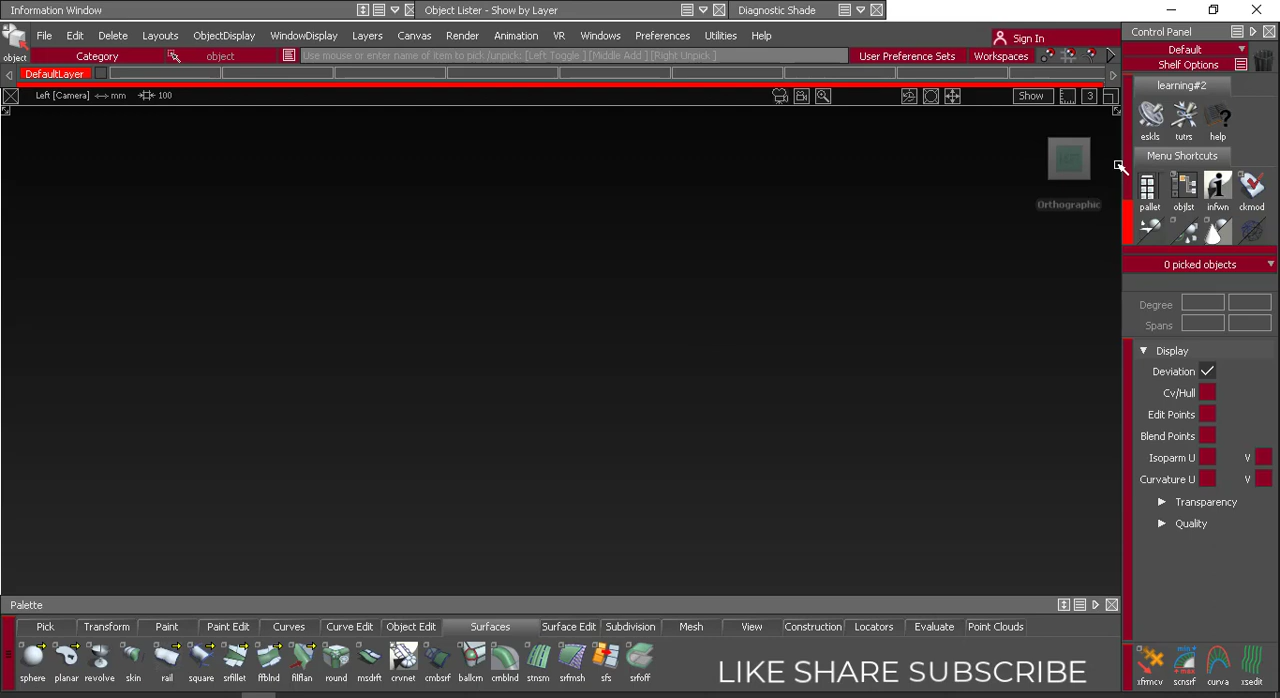 Information Window
Object Lister - Show by Layer
Diagnostic Shade
File Edit Delete Layouts ObjectDisplay WindowDisplay Layers Canvas Render Animation VR Windows Preferences Utilities Help
Sign In
Control Panel
object
Category
object
Use mouse or enter name of item to pick /unpick: [Left Toggle ] [Middle Add ] [Right Unpick ]
User Preference Sets
Workspaces
Default
Shelf Options
DefaultLayer
Left [Camera] mm 100
Show
3
learning#2
eskls tutrs help
Menu Shortcuts
pallet objlst infwn ckmod
Orthographic
0 picked objects
Degree
Spans
Display
Deviation
Cv/Hull
Edit Points
Blend Points
Isoparm U V
Curvature U V
Transparency
Quality
Palette
Pick Transform Paint Paint Edit Curves Curve Edit Object Edit Surfaces Surface Edit Subdivision Mesh View Construction Locators Evaluate Point Clouds
sphere planar revolve skin rail square srfillet ffblnd filflan round msdrft crvnet cmbsrf ballcrn cnblnd stnsrn srfmsh sfs srfoff
LIKE SHARE SUBSCRIBE
xfrmcv scnsrf curva xsedit